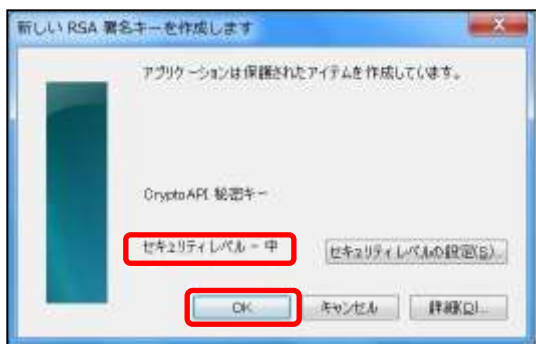 新しい RSA 署名キーを作成します
アプリケーションは保護されたアイテムを作成しています。
CryptoAPI 秘密キー
セキュリティ レベル - 中
セキュリティ レベルの設定(S)...
OK
キャンセル
詳細(D)...